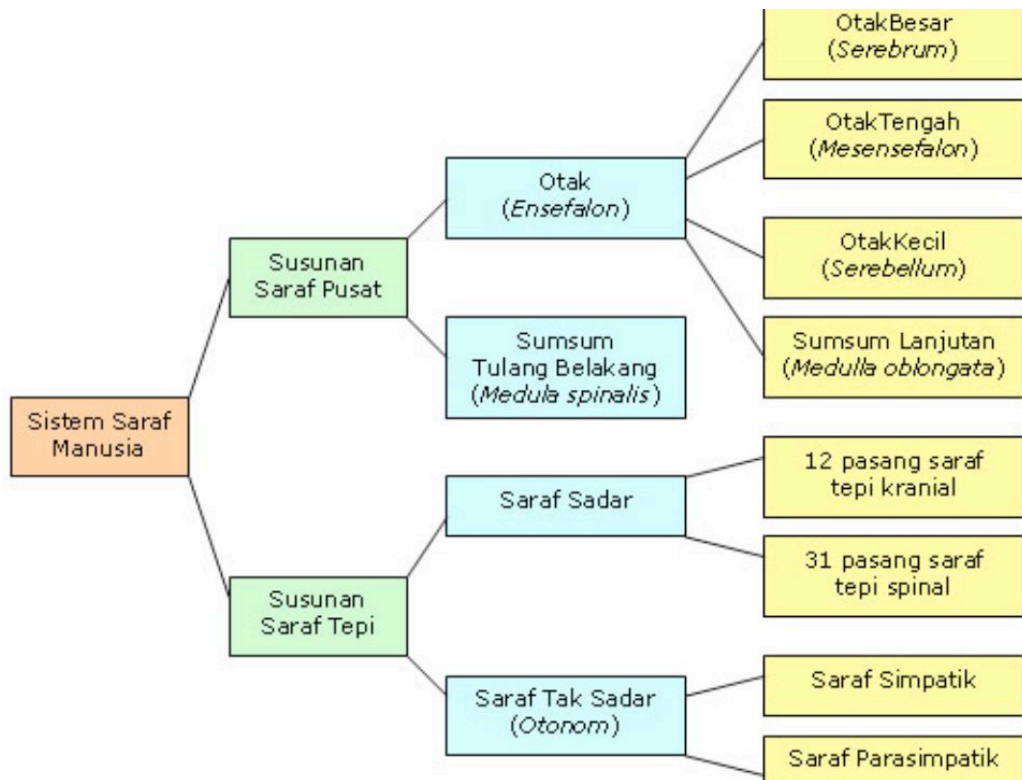 OtakBesar
(Serebrum)
OtakTengah
(Mesensefalon)
Otak
(Ensefalon)
OtakKecil
(Serebellum)
Susunan
Saraf Pusat
Sumsum
Tulang Belakang
(Medula spinalis)
Sumsum Lanjutan
(Medulla oblongata)
Sistem Saraf
Manusia
12 pasang saraf
tepi kranial
Saraf Sadar
31 pasang saraf
tepi spinal
Susunan
Saraf Tepi
Saraf Simpatik
Saraf Tak Sadar
(Otonom)
Saraf Parasimpatik